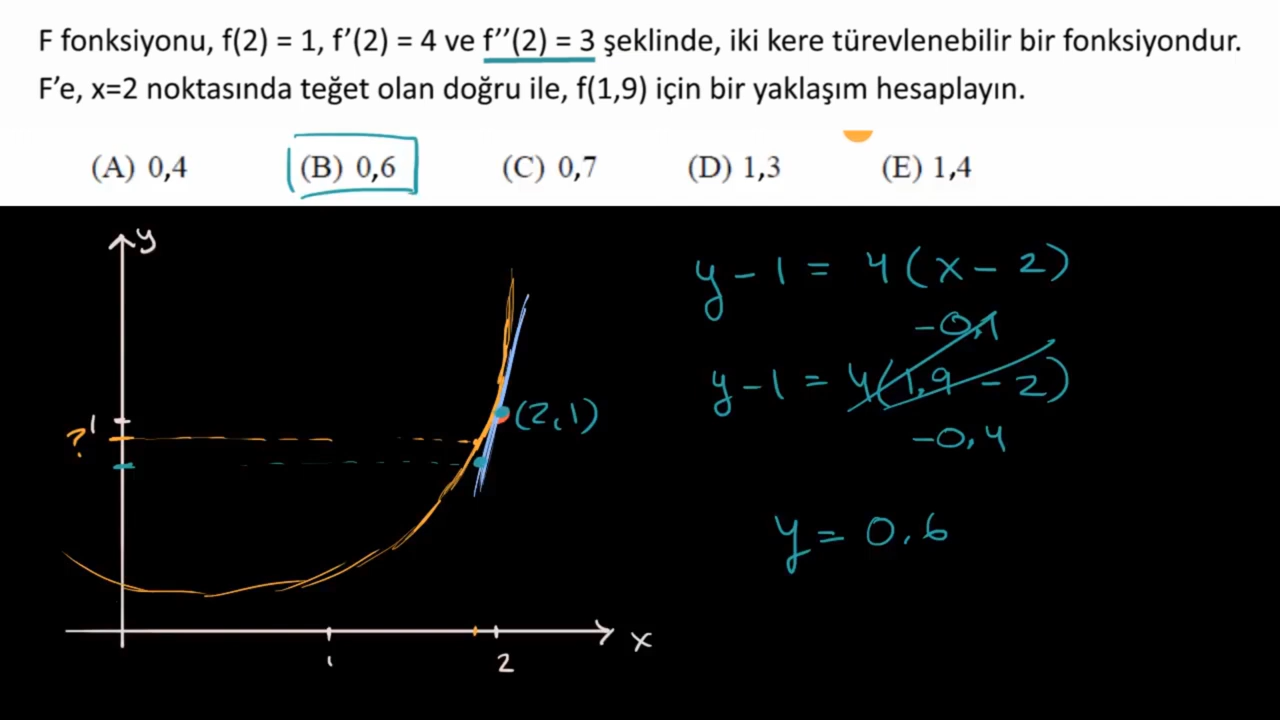 F fonksiyonu, f(2) = 1, f’(2) = 4 ve f’’(2) = 3 şeklinde, iki kere türevlenebilir bir fonksiyondur.
F’e, x=2 noktasında teğet olan doğru ile, f(1,9) için bir yaklaşım hesaplayın.
(A) 0,4 (B) 0,6 (C) 0,7 (D) 1,3 (E) 1,4
y
y - 1 = 4 (x - 2)
-0,1
y - 1 = 4 (1,9 - 2)
1
(2,1)
?
-0,4
y = 0,6
x
1 2